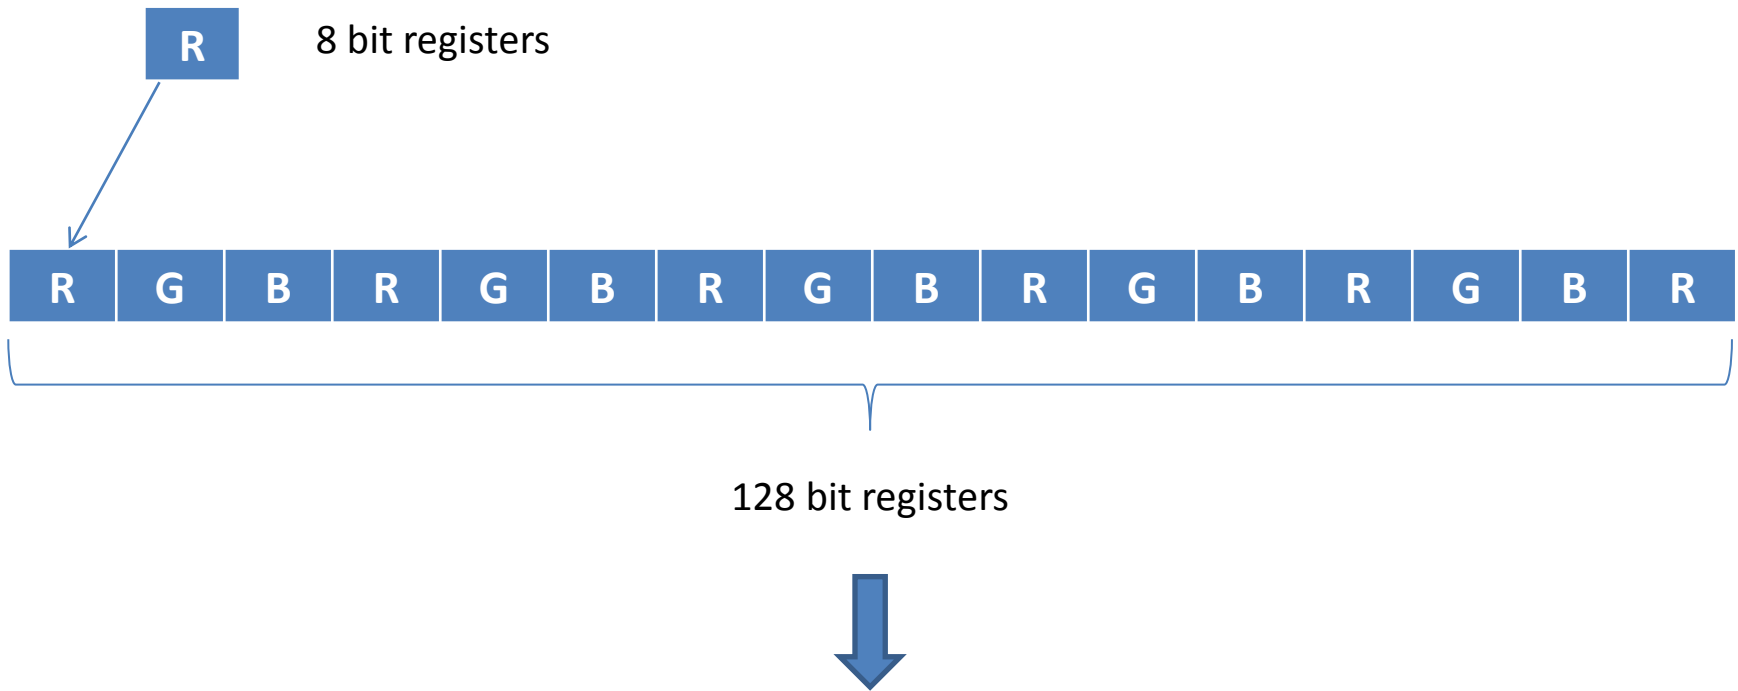 R 8 bit registers
R G B R G B R G B R G B R G B R
128 bit registers